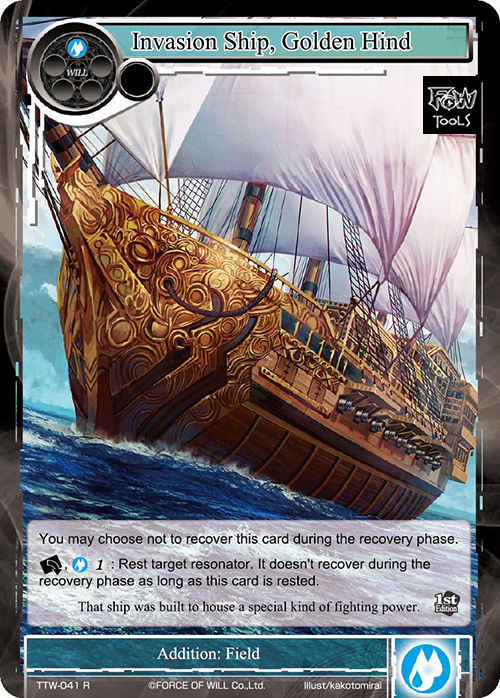 Invasion Ship, Golden Hind
WILL
FOW
TOOLS
You may choose not to recover this card during the recovery phase.
, 1 : Rest target resonator. It doesn't recover during the
recovery phase as long as this card is rested.
That ship was built to house a special kind of fighting power.
1st
Edition
Addition: Field
TTW-041 R
©FORCE OF WILL Co.,Ltd.
illust/kakotomirai